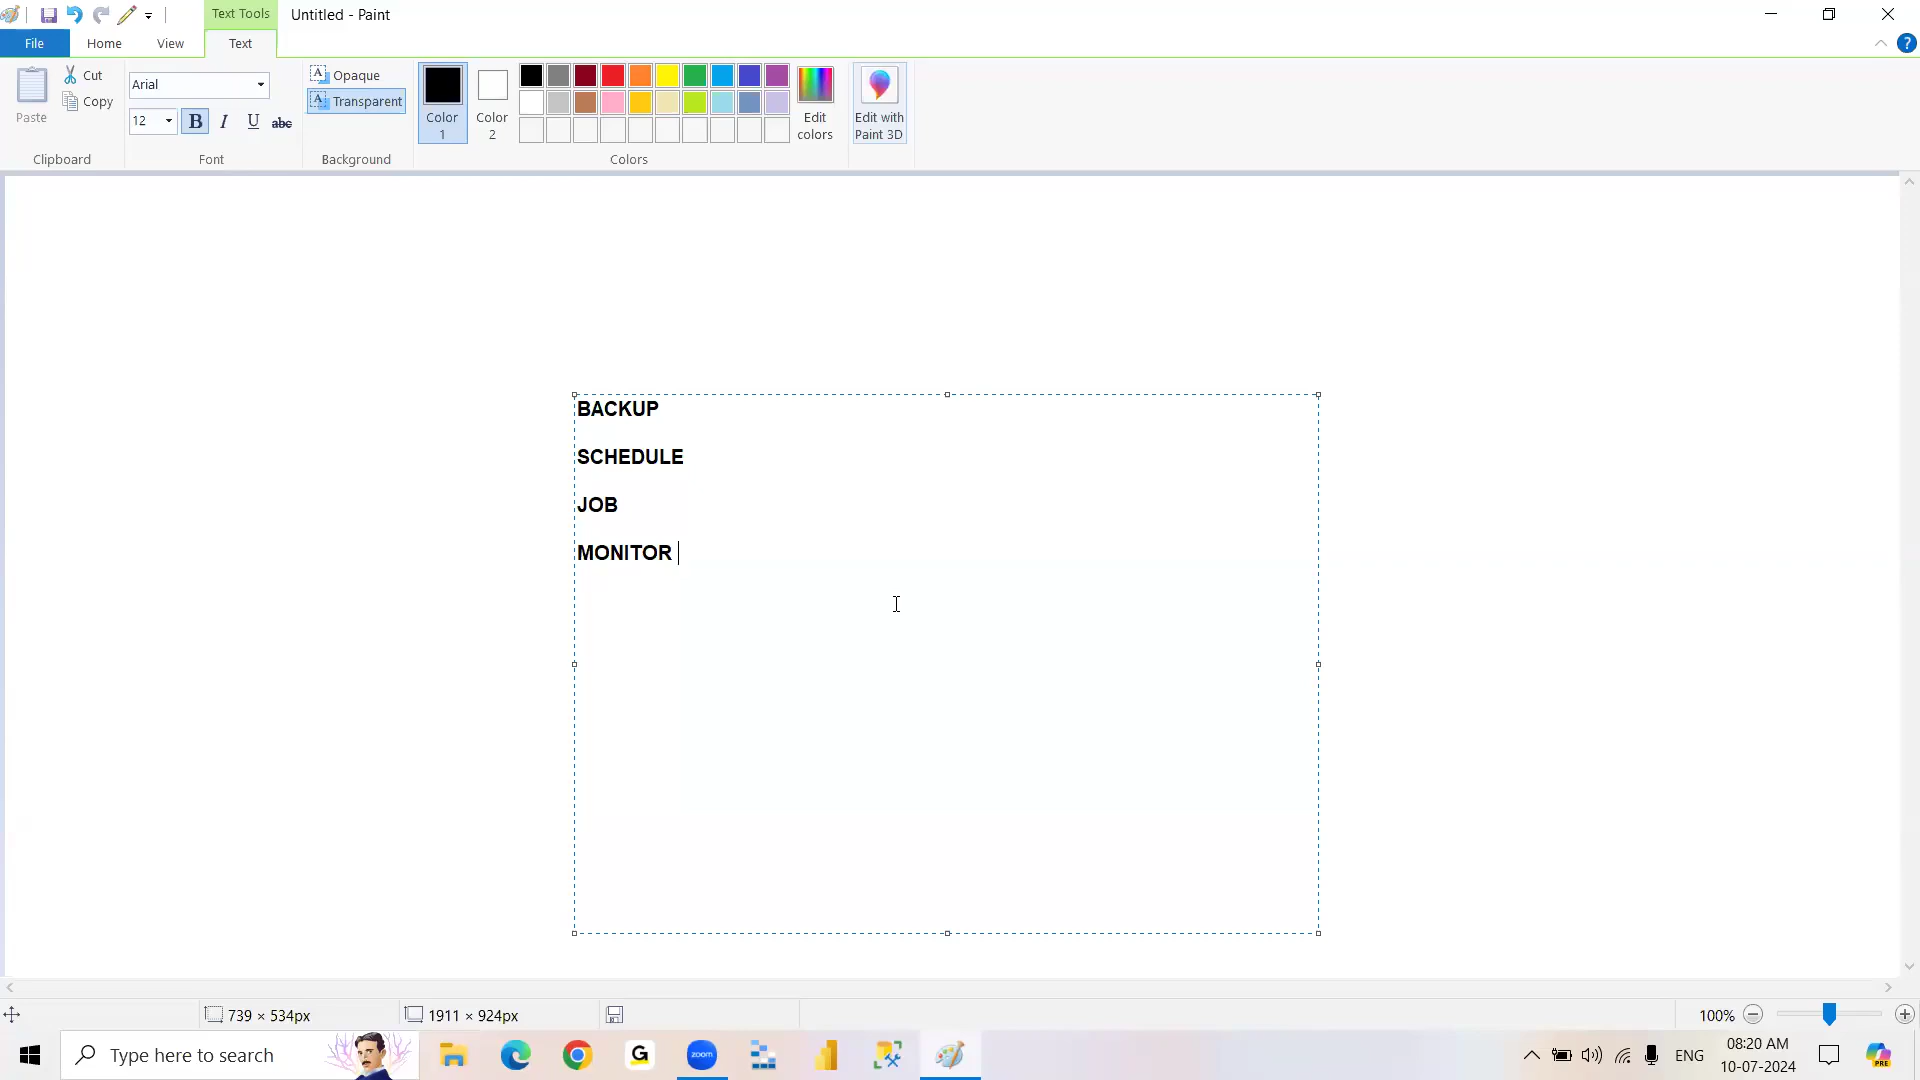 Text Tools
Untitled - Paint
File
Home
View
Text
Paste
Cut
Copy
Clipboard
Arial
12
B
I
U
abc
Font
Opaque
Transparent
Background
Color 1
Color 2
Edit colors
Colors
Edit with Paint 3D
BACKUP
SCHEDULE
JOB
MONITOR
739 × 534px
1911 × 924px
100%
Type here to search
G
zoom
ENG
08:20 AM
10-07-2024
PRE